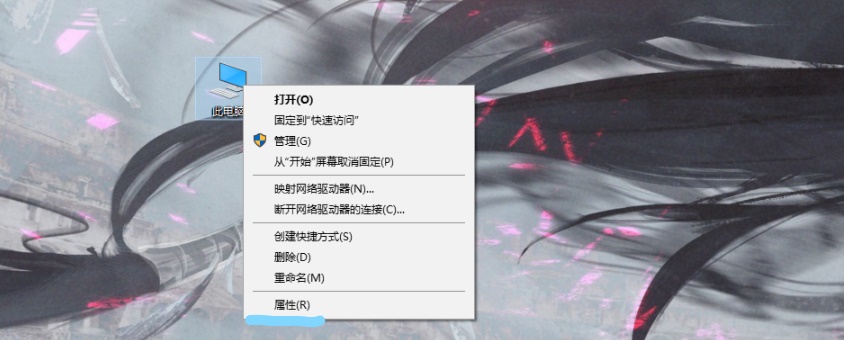 此电脑
打开(O)
固定到"快速访问"
管理(G)
从"开始"屏幕取消固定(P)
映射网络驱动器(N)...
断开网络驱动器的连接(C)...
创建快捷方式(S)
删除(D)
重命名(M)
属性(R)